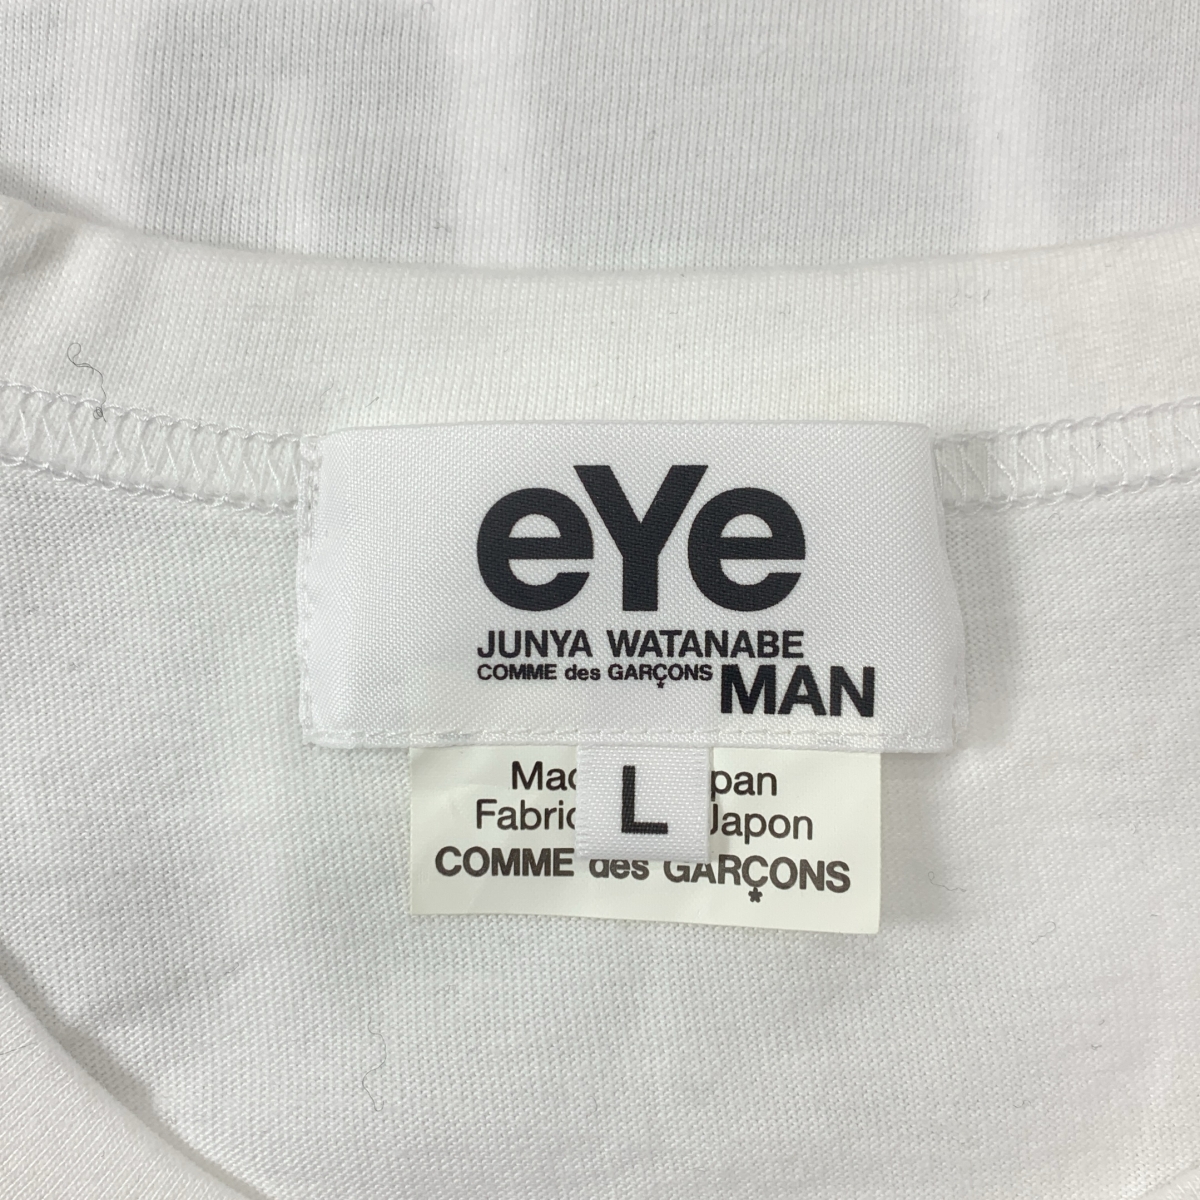 eYe
JUNYA WATANABE
COMME des GARÇONS MAN
L
COMME des GARÇONS